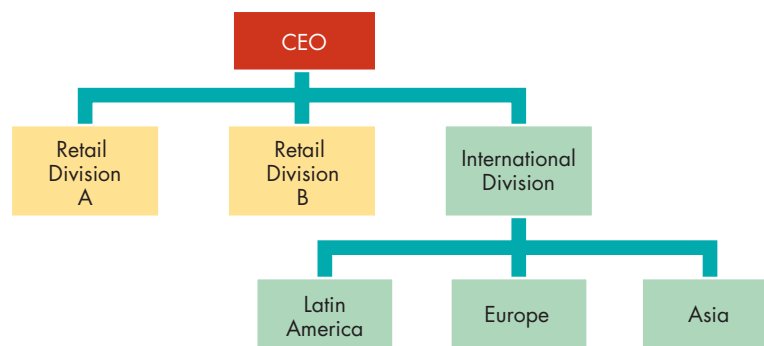 CEO
Retail
Division
A
Retail
Division
B
International
Division
Latin
America
Europe
Asia